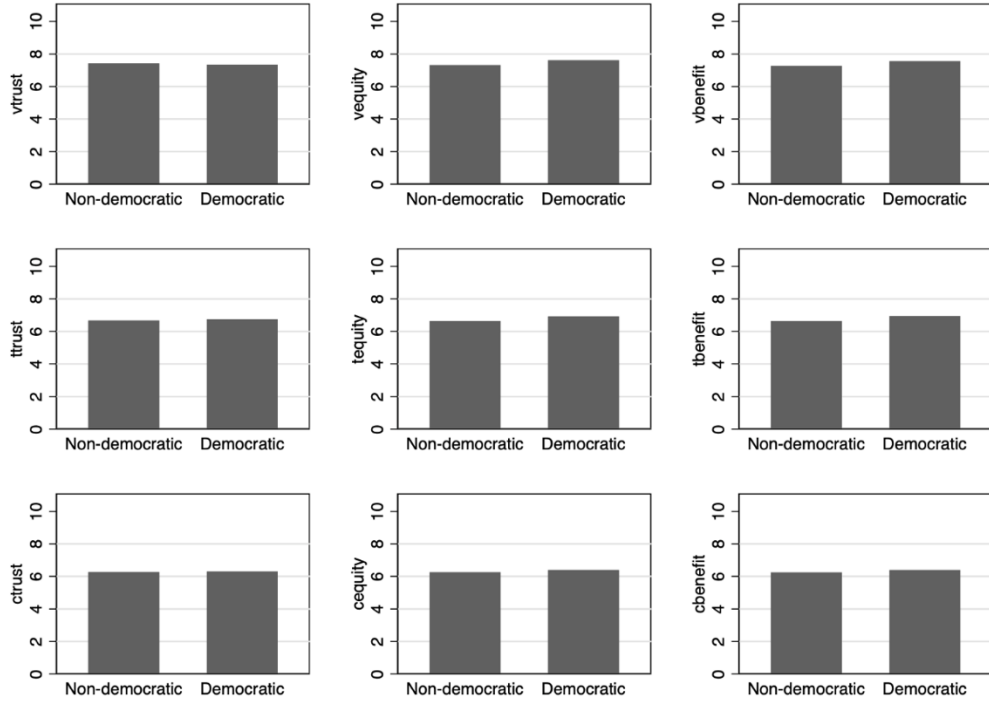 vtrust
0 2 4 6 8 10
Non-democratic Democratic
vequity
0 2 4 6 8 10
Non-democratic Democratic
vbenefit
0 2 4 6 8 10
Non-democratic Democratic
ttrust
0 2 4 6 8 10
Non-democratic Democratic
tequity
0 2 4 6 8 10
Non-democratic Democratic
tbenefit
0 2 4 6 8 10
Non-democratic Democratic
ctrust
0 2 4 6 8 10
Non-democratic Democratic
cequity
0 2 4 6 8 10
Non-democratic Democratic
cbenefit
0 2 4 6 8 10
Non-democratic Democratic